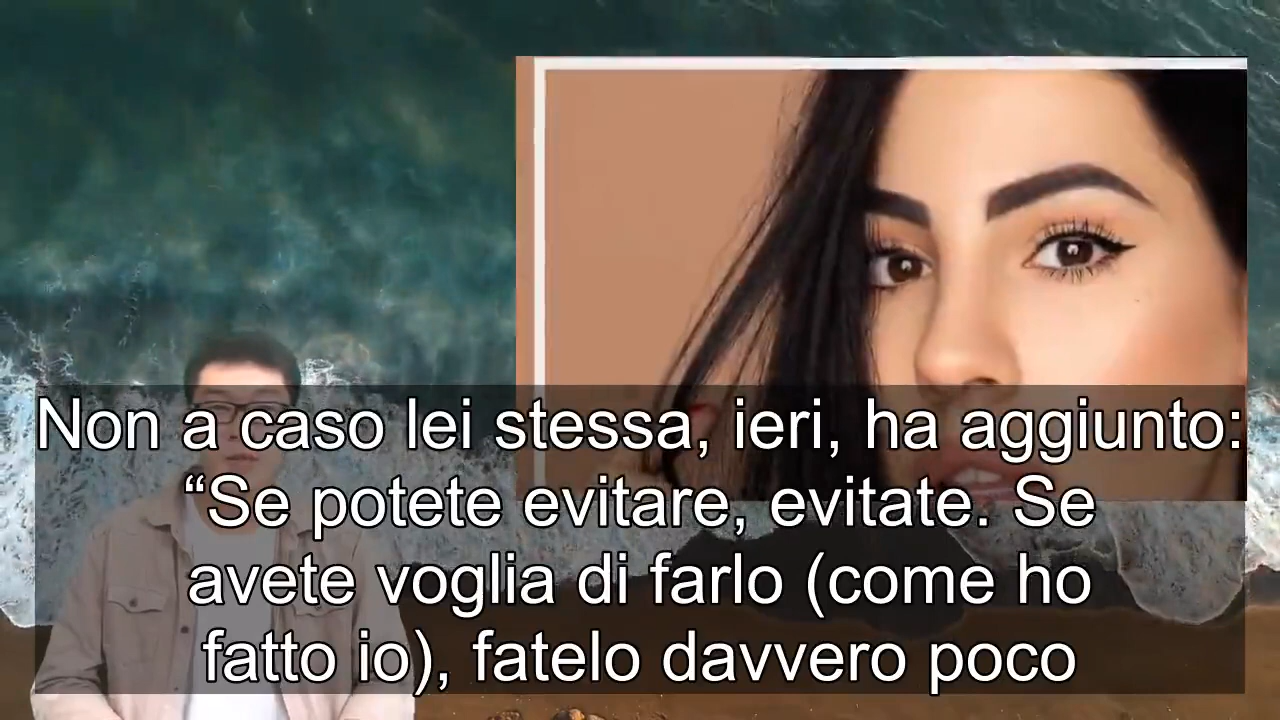 Non a caso lei stessa, ieri, ha aggiunto:
“Se potete evitare, evitate. Se
avete voglia di farlo (come ho
fatto io), fatelo davvero poco